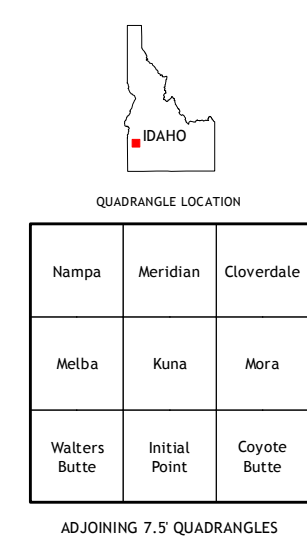 IDAHO
QUADRANGLE LOCATION
Nampa Meridian Cloverdale
Melba Kuna Mora
Walters Initial Coyote
Butte Point Butte
ADJOINING 7.5' QUADRANGLES